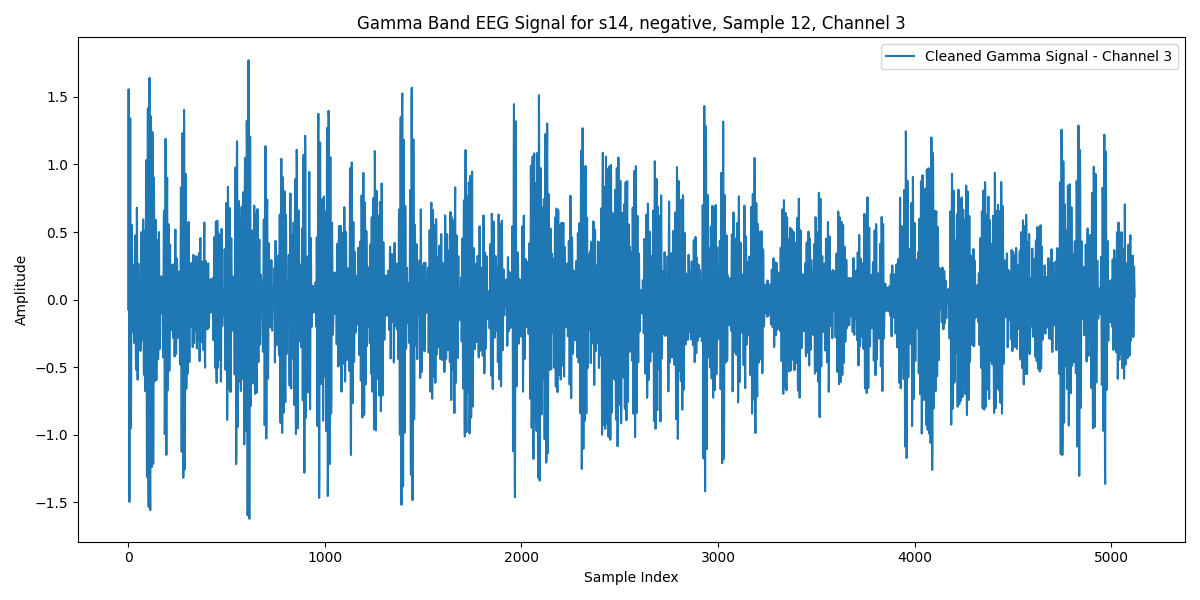 Gamma Band EEG Signal for s14, negative, Sample 12, Channel 3
Cleaned Gamma Signal - Channel 3
1.5
1.0
0.5
0.0
−0.5
−1.0
−1.5
Amplitude
0 1000 2000 3000 4000 5000
Sample Index